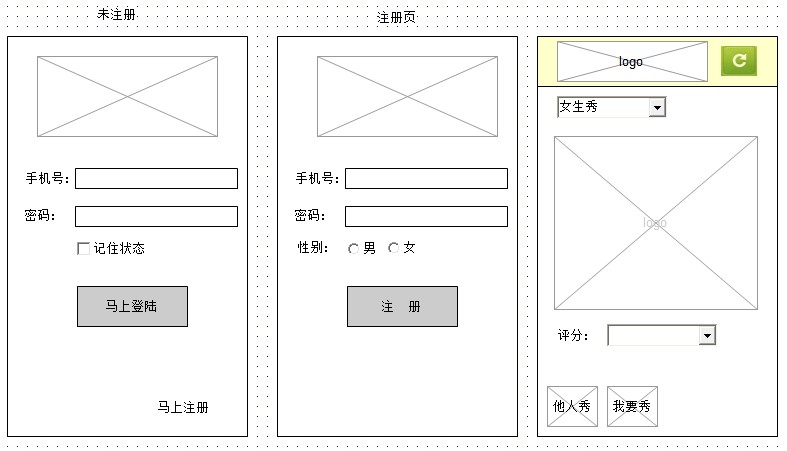 未注册
手机号：
密码：
记住状态
马上登陆
马上注册
注册页
手机号：
密码：
性别：
男
女
注 册
logo
女生秀
logo
评分：
他人秀
我要秀